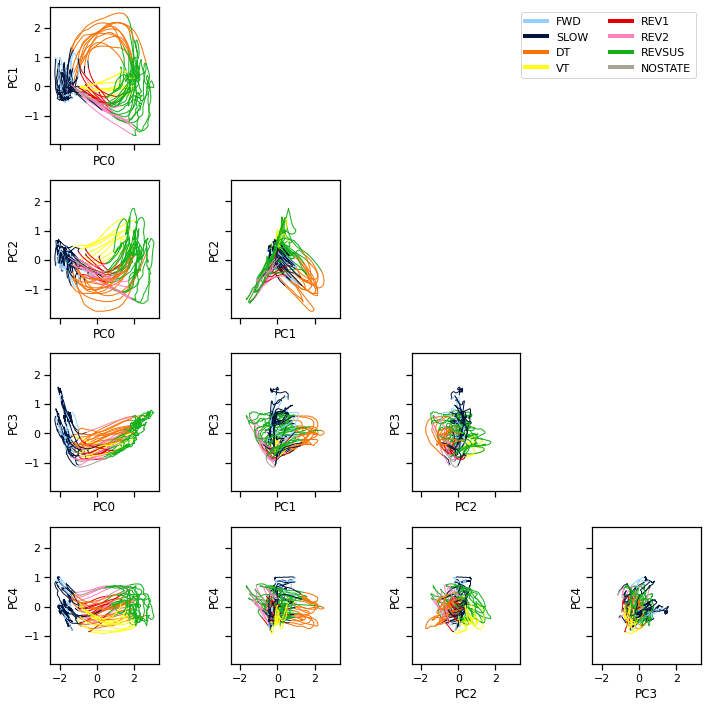 FWD REV1
SLOW REV2
DT REVSUS
VT NOSTATE
2
1
0
−1
PC1
PC0
2
1
0
−1
PC2
PC0
PC2
PC1
2
1
0
−1
PC3
PC0
PC3
PC1
PC3
PC2
2
1
0
−1
PC4
−2 0 2
PC0
PC4
−2 0 2
PC1
PC4
−2 0 2
PC2
PC4
−2 0 2
PC3